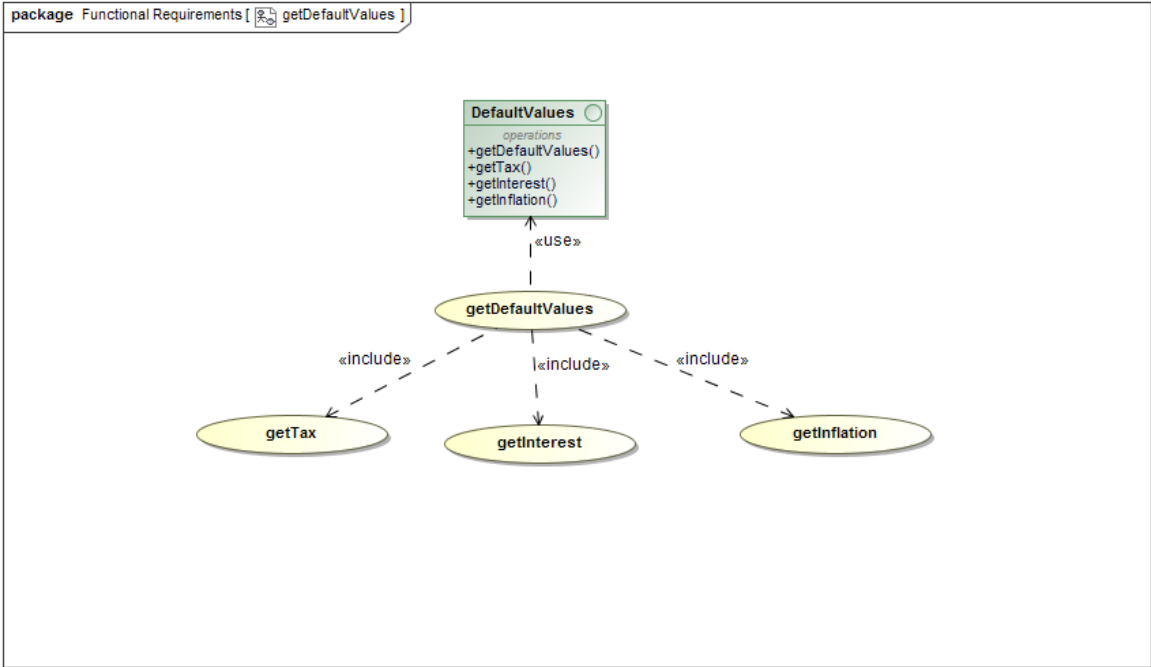 package Functional Requirements [ getDefaultValues ]
DefaultValues
operations
+getDefaultValues()
+getTax()
+getInterest()
+getInflation()
«use»
getDefaultValues
«include»
«include»
«include»
getTax
getInterest
getInflation